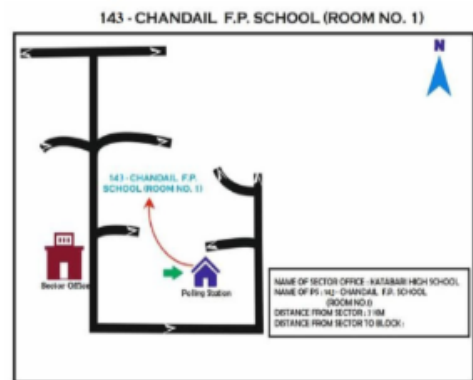 143 - CHANDAIL F.P. SCHOOL (ROOM NO. 1)
N
143 - CHANDAIL F.P.
SCHOOL (ROOM NO. 1)
Sector Office
Polling Station
NAME OF SECTOR OFFICE : KATABARI HIGH SCHOOL
NAME OF PS : 143 - CHANDAIL F.P. SCHOOL
(ROOM NO.1)
DISTANCE FROM SECTOR : KM
DISTANCE FROM SECTOR TO BLOCK :